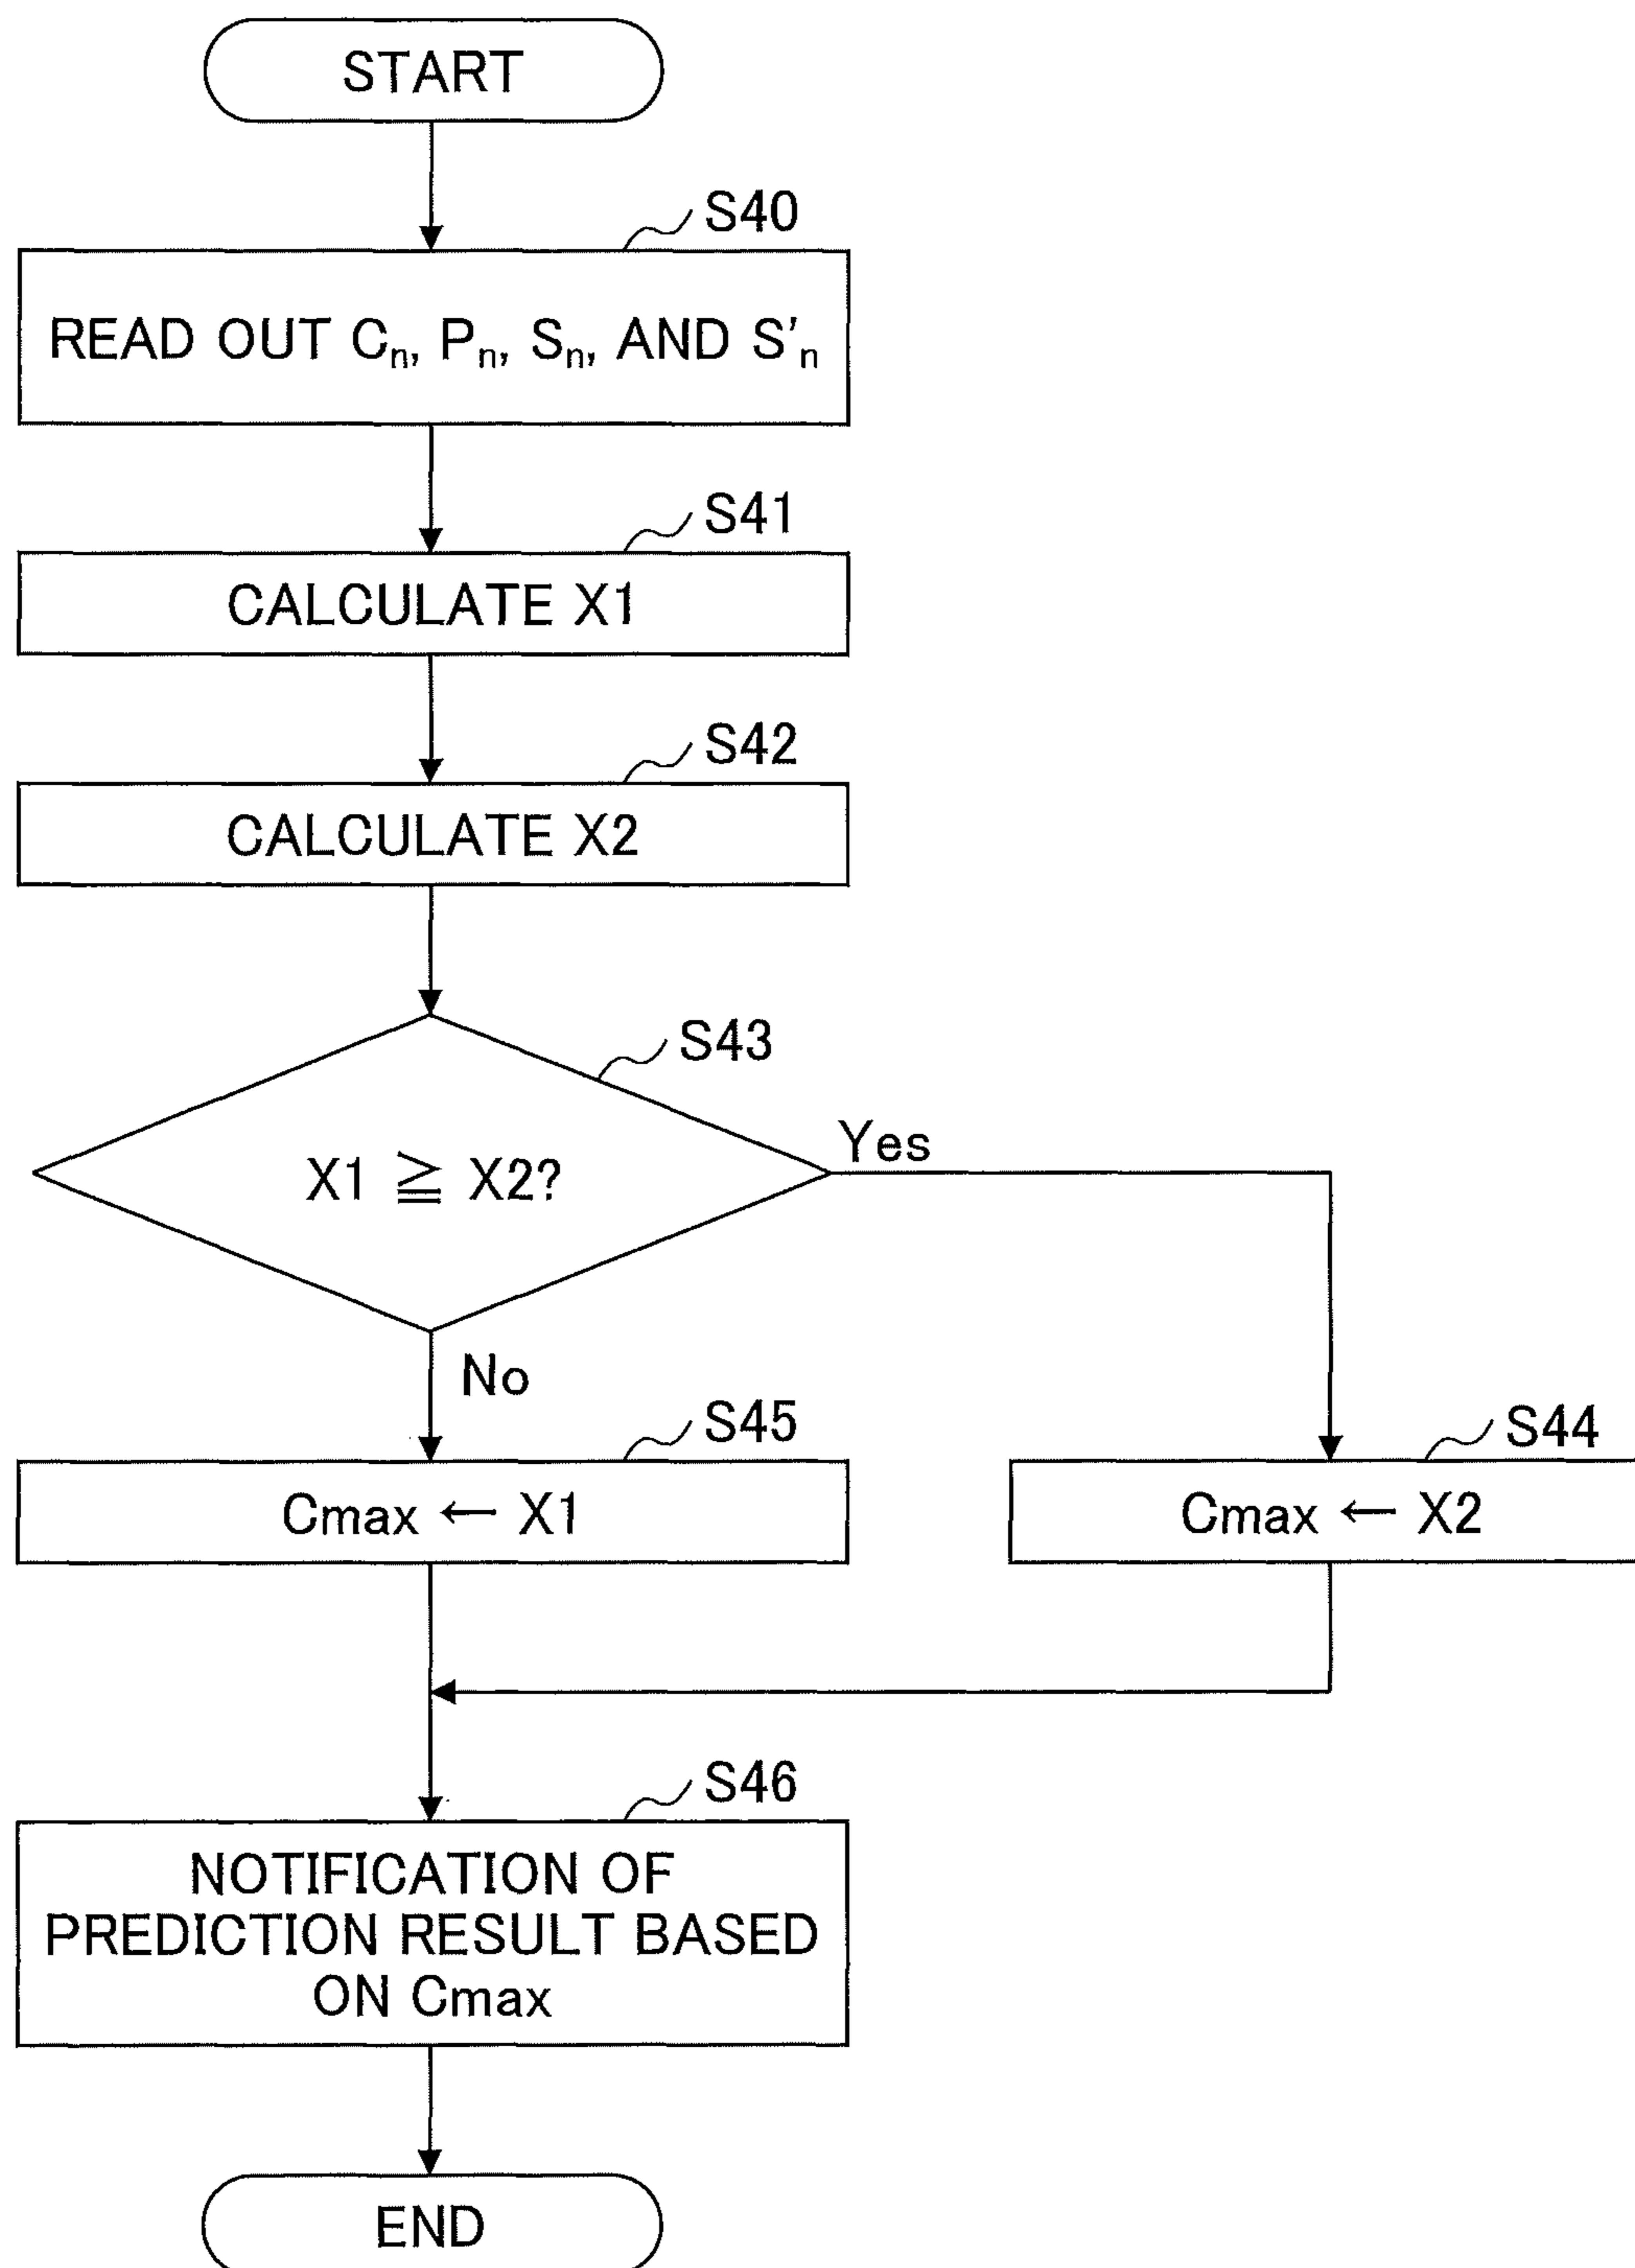 START
S40
READ OUT Cₙ, Pₙ, Sₙ, AND S'ₙ
S41
CALCULATE X1
S42
CALCULATE X2
S43
X1 ≧ X2?
Yes
No
S45
Cmax ← X1
S44
Cmax ← X2
S46
NOTIFICATION OF
PREDICTION RESULT BASED
ON Cmax
END